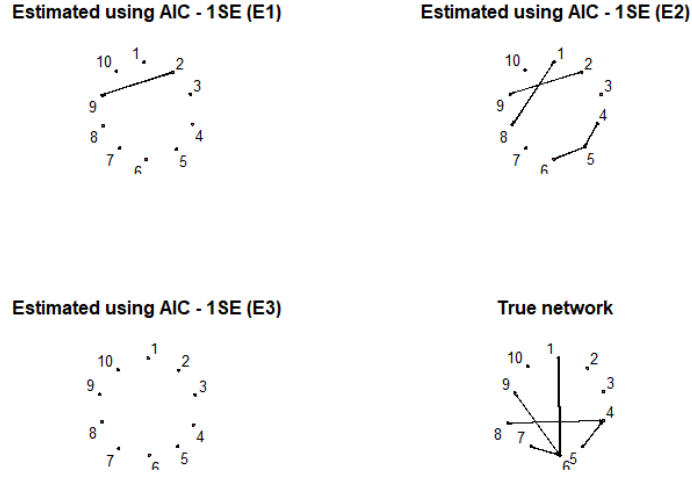 Estimated using AIC - 1SE (E1)
10 1 2
9 3
8 4
7 6 5
Estimated using AIC - 1SE (E2)
10 1 2
9 3
8 4
7 6 5
Estimated using AIC - 1SE (E3)
10 1 2
9 3
8 4
7 6 5
True network
10 1 2
9 3
8 7 4
6 5